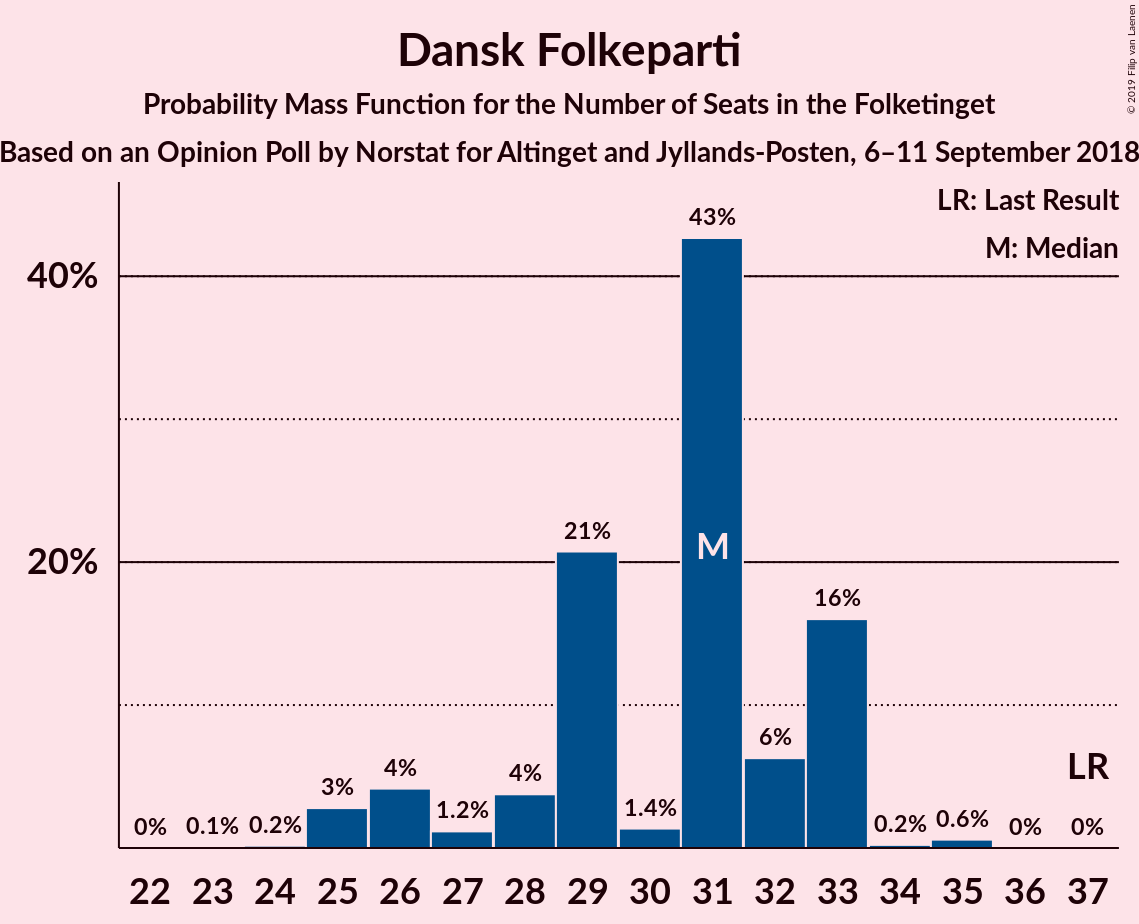 Dansk Folkeparti
Probability Mass Function for the Number of Seats in the Folketinget
Based on an Opinion Poll by Norstat for Altinget and Jyllands-Posten, 6–11 September 2018
© 2019 Filip van Laenen
LR: Last Result
M: Median
43%
40%
21%
M
20%
16%
6%
LR
4%
4%
3%
1.2%
1.4%
0%
0.1%
0.2%
0.2%
0.6%
0%
0%
22 23 24 25 26 27 28 29 30 31 32 33 34 35 36 37